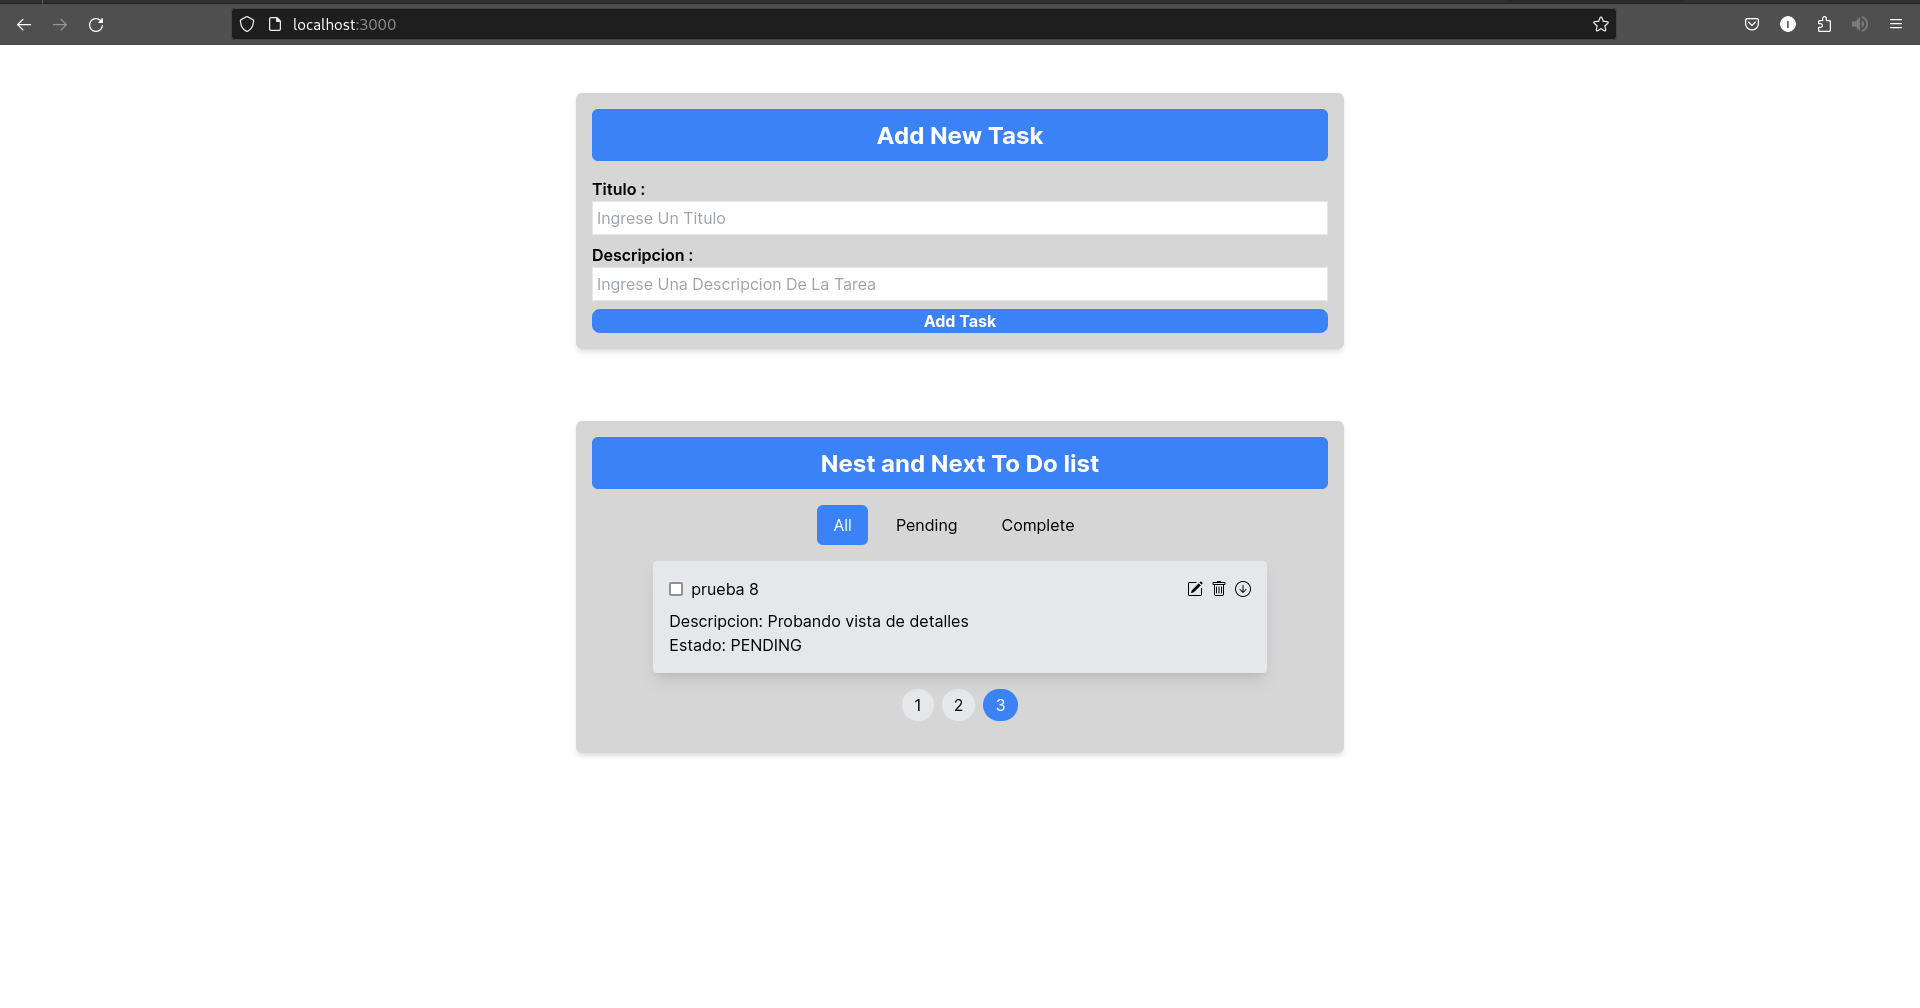 localhost:3000
Add New Task
Titulo :
Ingrese Un Titulo
Descripcion :
Ingrese Una Descripcion De La Tarea
Add Task
Nest and Next To Do list
All Pending Complete
prueba 8
Descripcion: Probando vista de detalles
Estado: PENDING
1 2 3